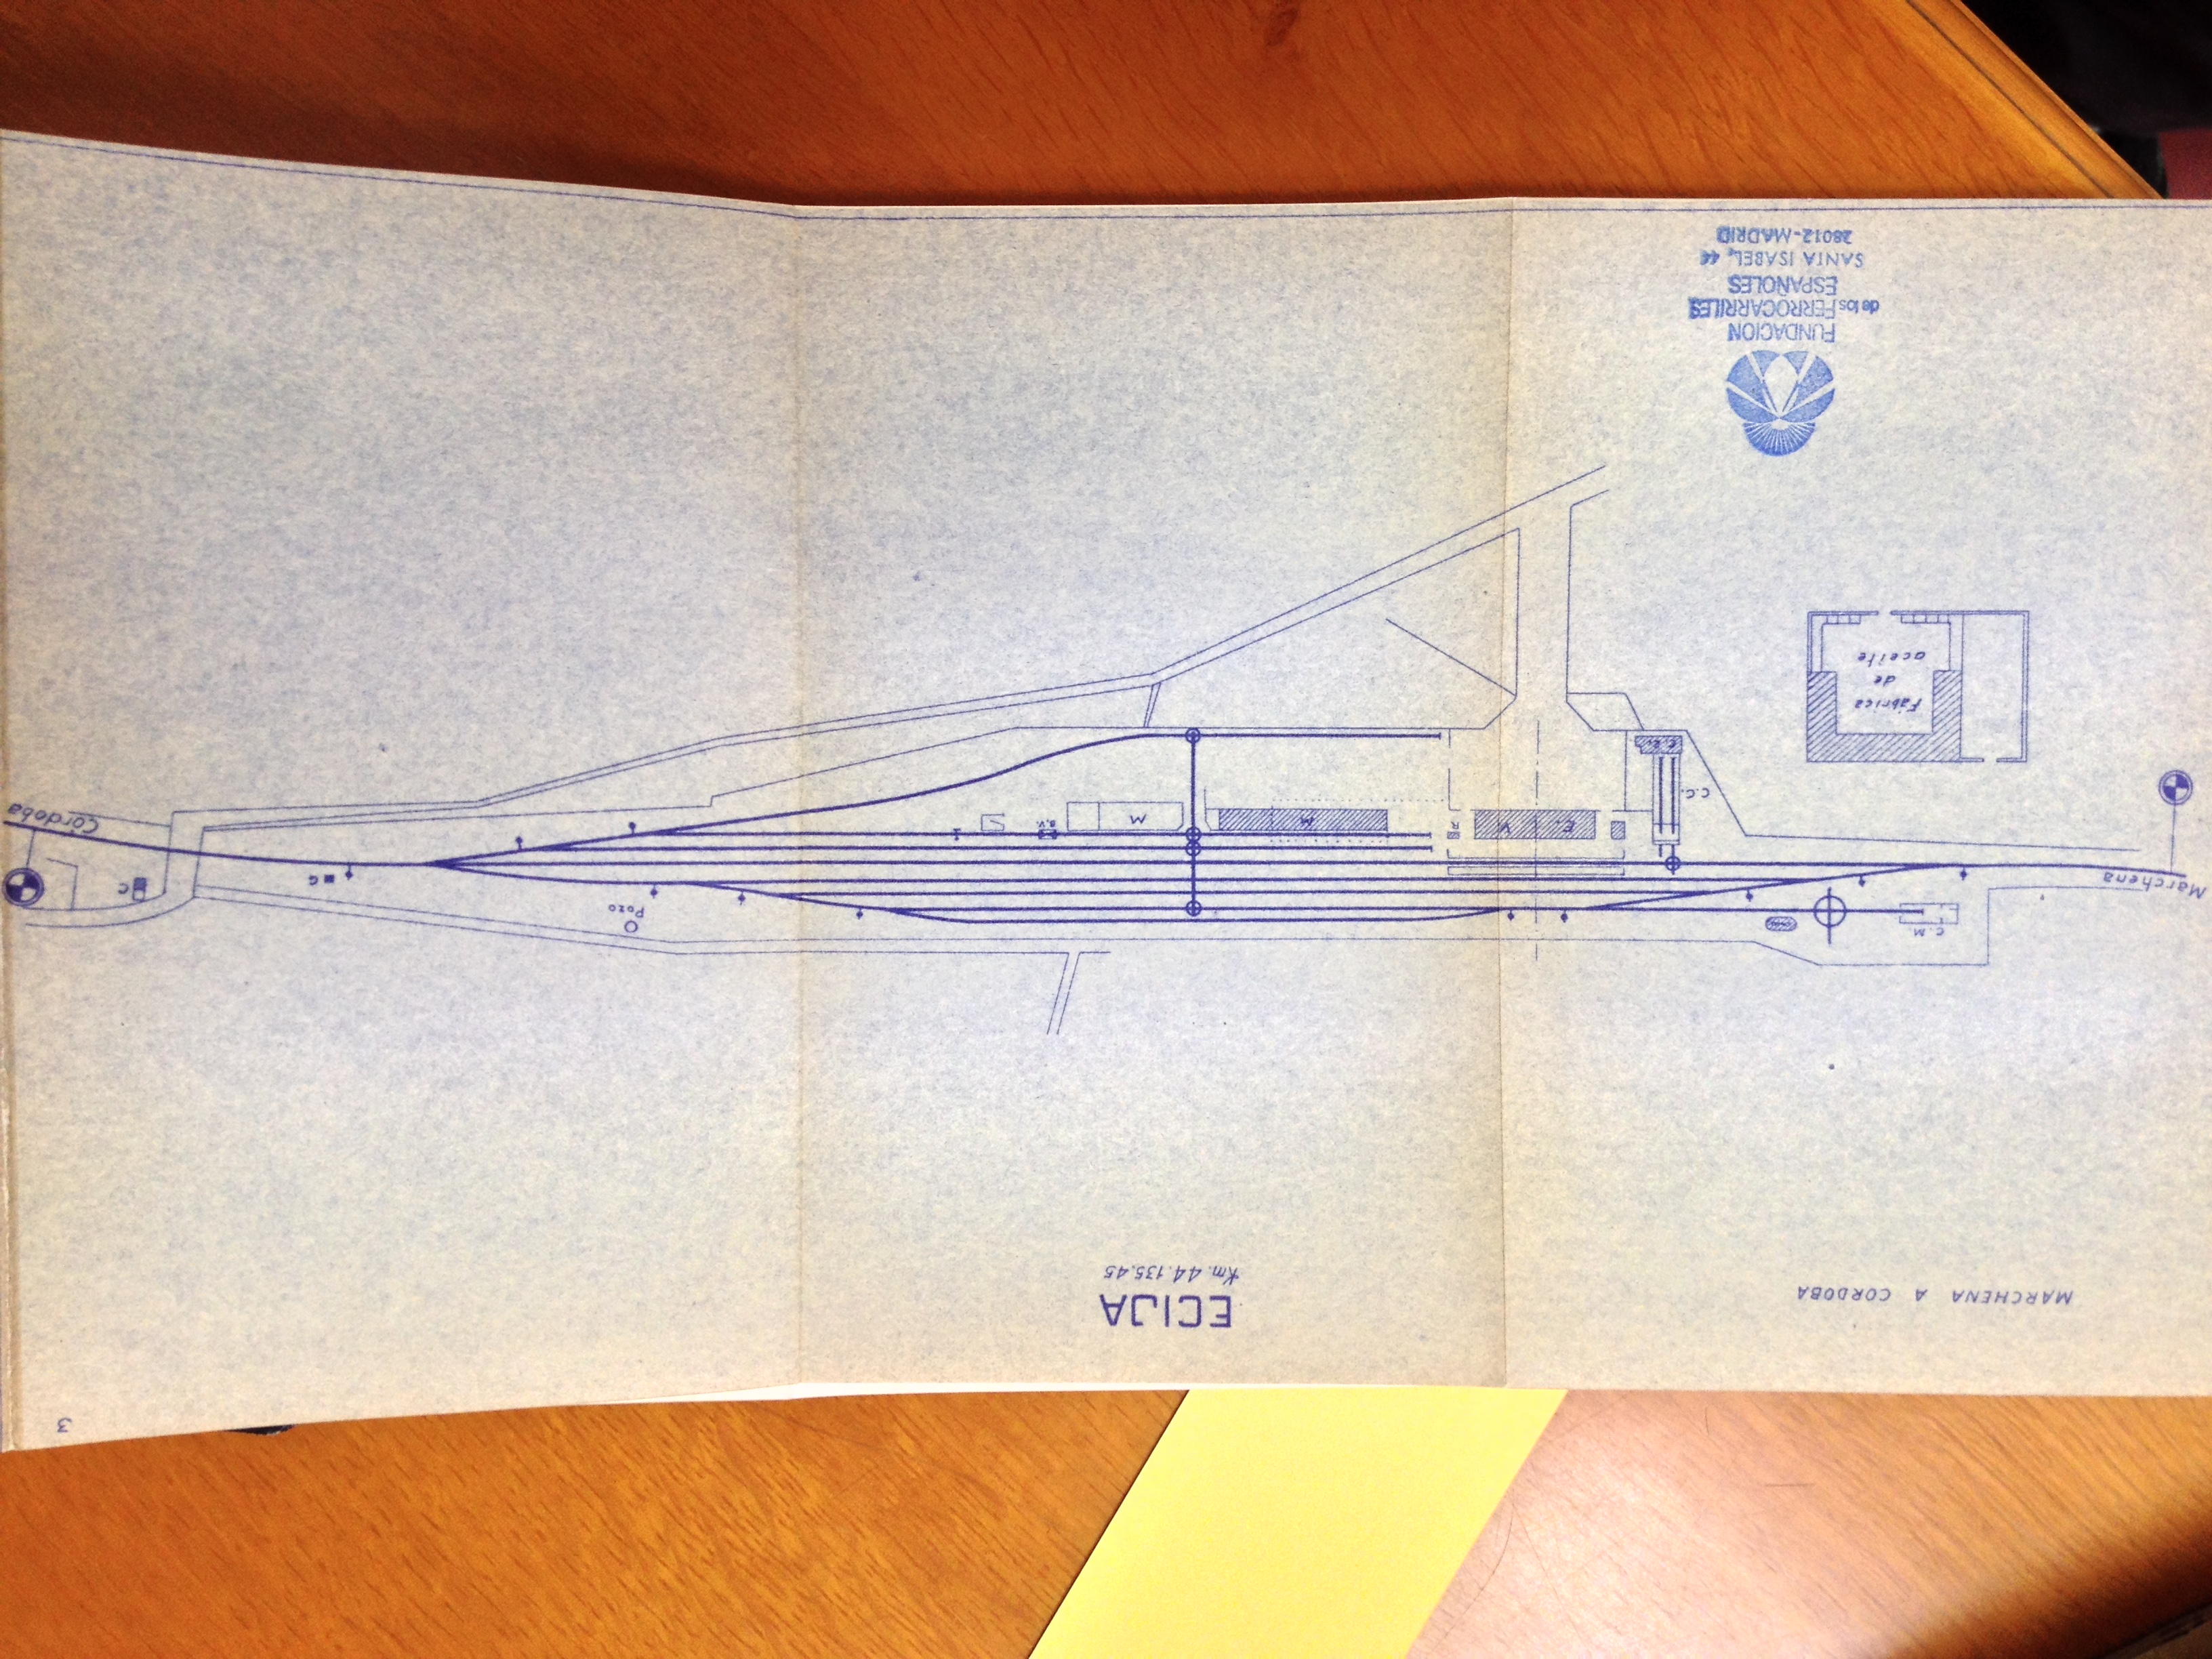 MARCHENA A CORDOBA
ECIJA
Km. 44.135.45
3
C.M.
Pozo
Marchena
G
C
Cordoba
E. V
R
M
M
B.V.
C.C.
Fábrica
de
aceite
FUNDACION
de los FERROCARRILES
ESPAÑOLES
SANTA ISABEL, 44
28012-MADRID